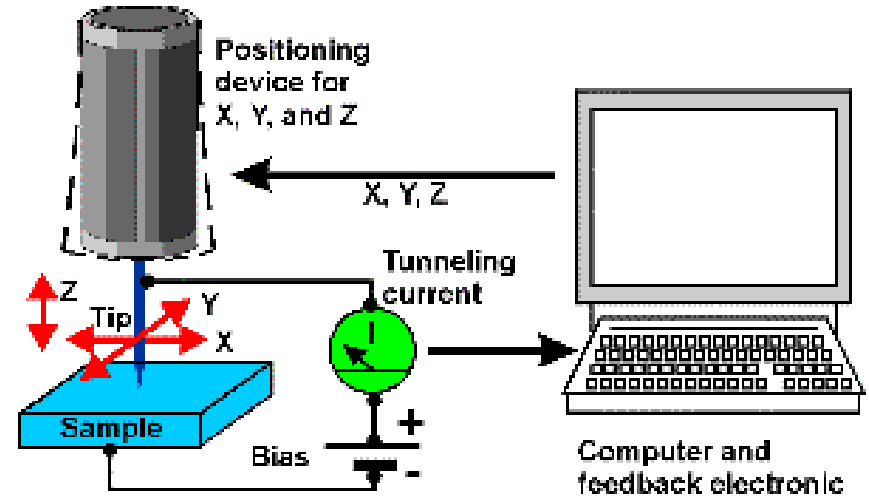 Positioning
device for
X, Y, and Z
X, Y, Z
Tunneling
current
Z
Tip
Y
X
I
Sample
Bias
+
-
Computer and
feedback electronic